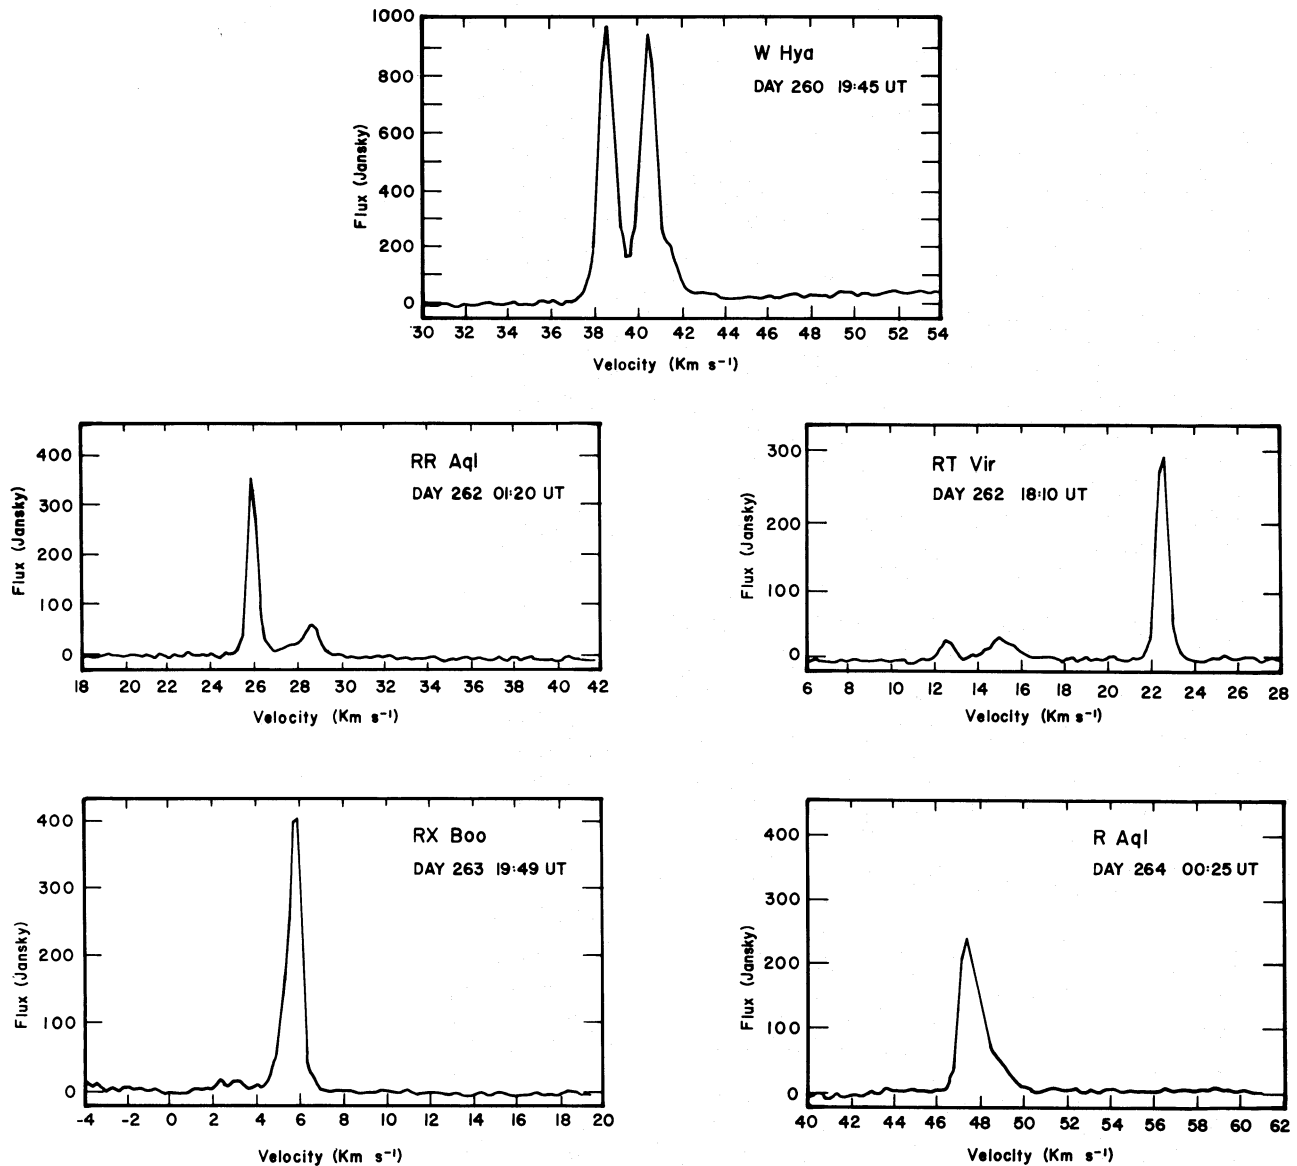 1000
800
600
400
200
0
Flux (Jansky)
W Hya
DAY 260 19:45 UT
30 32 34 36 38 40 42 44 46 48 50 52 54
Velocity (Km s⁻¹)
400
300
200
100
0
Flux (Jansky)
RR Aql
DAY 262 01:20 UT
18 20 22 24 26 28 30 32 34 36 38 40 42
Velocity (Km s⁻¹)
300
200
100
0
Flux (Jansky)
RT Vir
DAY 262 18:10 UT
6 8 10 12 14 16 18 20 22 24 26 28
Velocity (Km s⁻¹)
400
300
200
100
0
Flux (Jansky)
RX Boo
DAY 263 19:49 UT
-4 -2 0 2 4 6 8 10 12 14 16 18 20
Velocity (Km s⁻¹)
400
300
200
100
0
Flux (Jansky)
R Aql
DAY 264 00:25 UT
40 42 44 46 48 50 52 54 56 58 60 62
Velocity (Km s⁻¹)